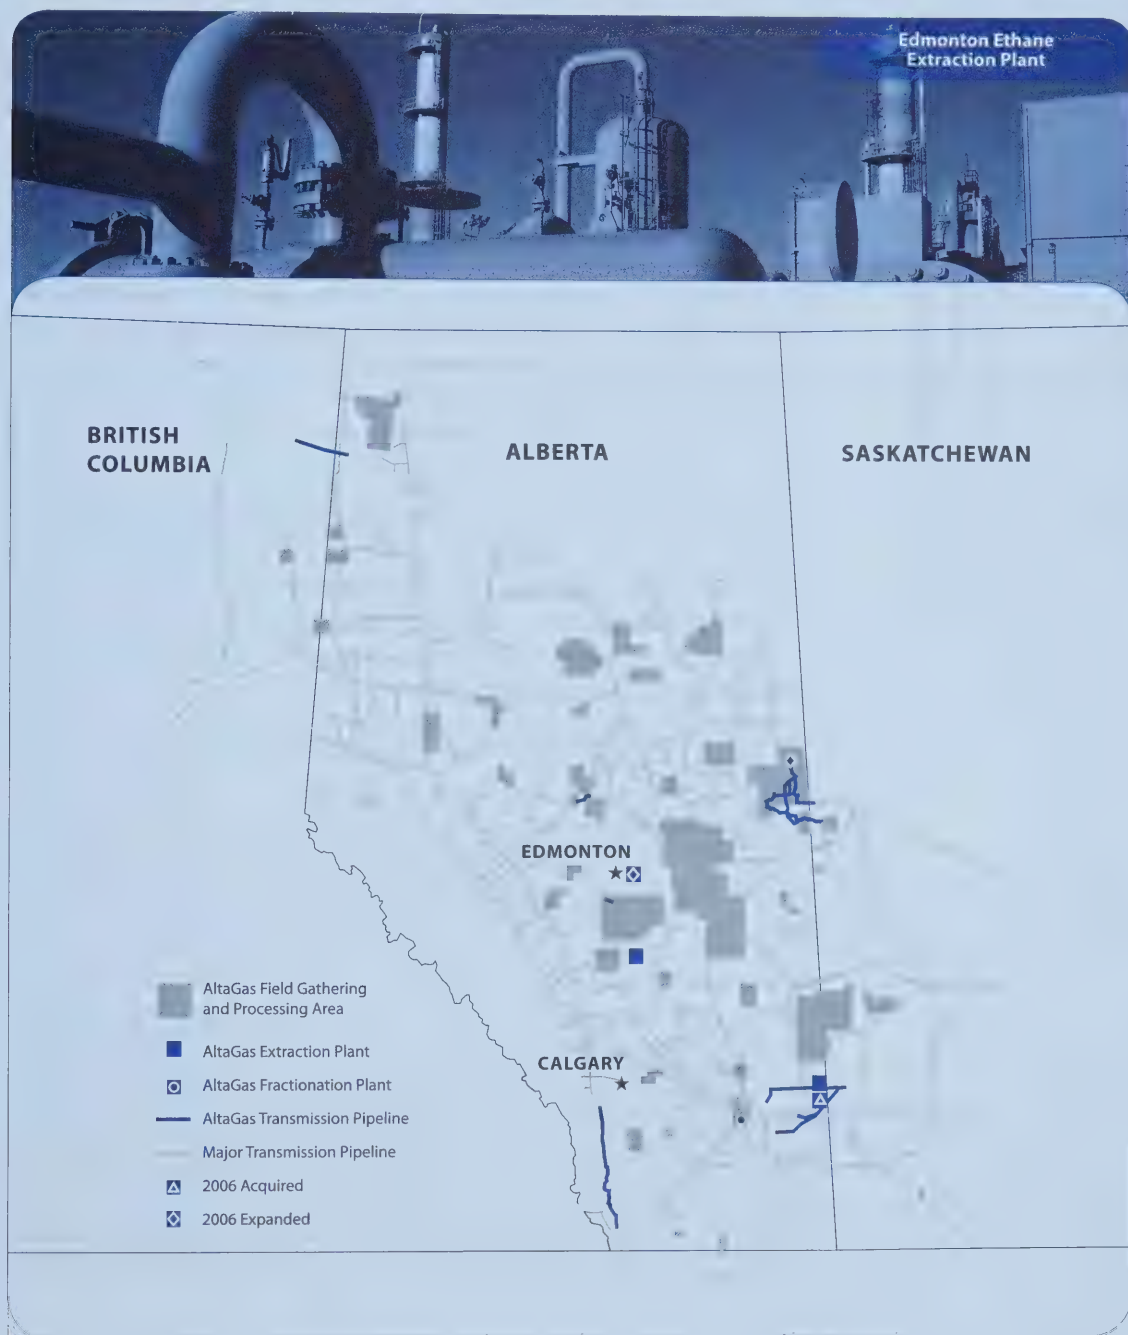 Edmonton Ethane
Extraction Plant
BRITISH
COLUMBIA
ALBERTA
SASKATCHEWAN
EDMONTON
CALGARY
AltaGas Field Gathering
and Processing Area
AltaGas Extraction Plant
AltaGas Fractionation Plant
AltaGas Transmission Pipeline
Major Transmission Pipeline
2006 Acquired
2006 Expanded